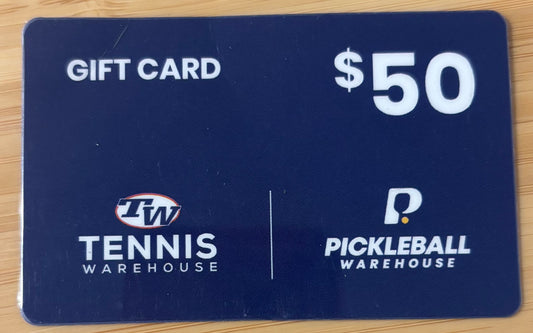 GIFT CARD
$50
TW
TENNIS
WAREHOUSE
P
PICKLEBALL
WAREHOUSE